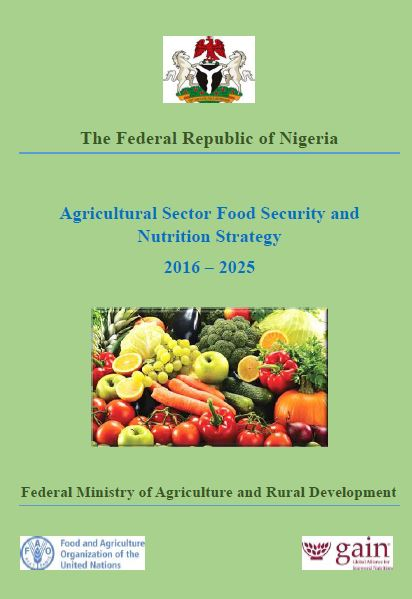 The Federal Republic of Nigeria
Agricultural Sector Food Security and
Nutrition Strategy
2016 – 2025
Federal Ministry of Agriculture and Rural Development
FAO
Food and Agriculture
Organization of the
United Nations
gain
Global Alliance for
Improved Nutrition